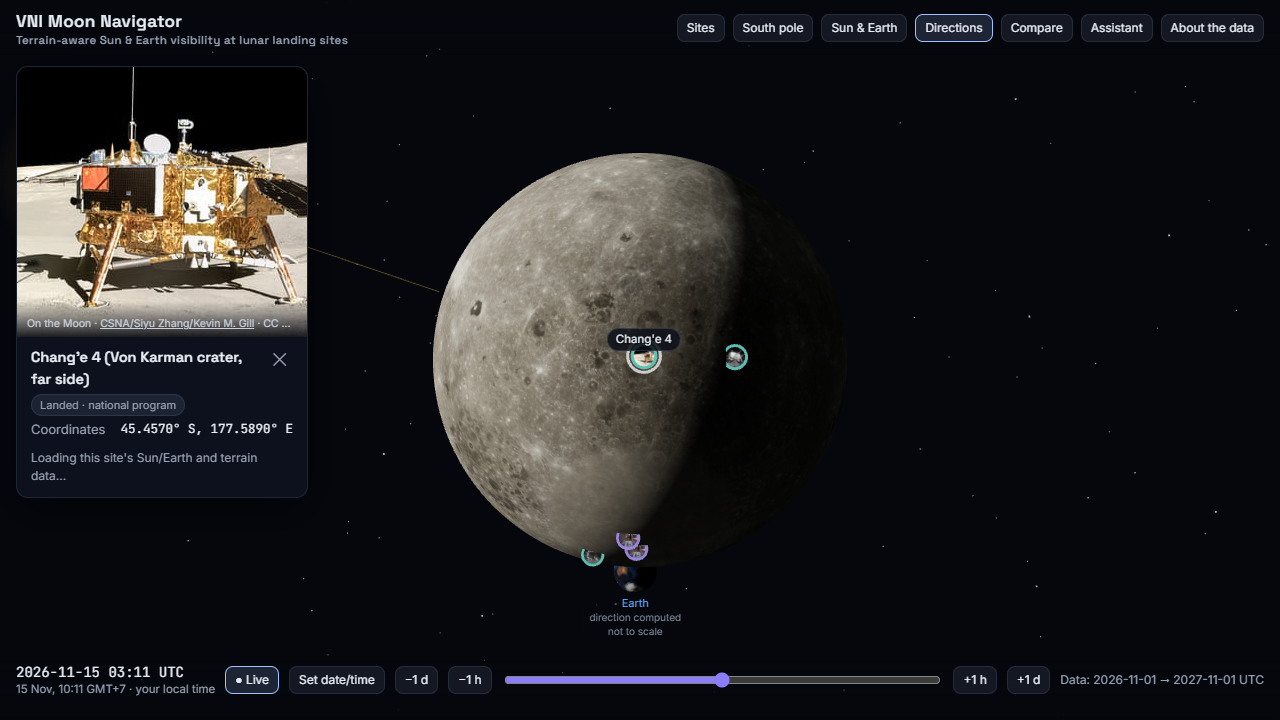 VNI Moon Navigator
Terrain-aware Sun & Earth visibility at lunar landing sites
Sites
South pole
Sun & Earth
Directions
Compare
Assistant
About the data
On the Moon · CSNA/Siyu Zhang/Kevin M. Gill · CC ...
Chang'e 4 (Von Karman crater,
far side)
Landed · national program
Coordinates 45.4570° S, 177.5890° E
Loading this site's Sun/Earth and terrain
data...
Chang'e 4
Earth
direction computed
not to scale
2026-11-15 03:11 UTC
15 Nov, 10:11 GMT+7 · your local time
● Live
Set date/time
−1 d
−1 h
+1 h
+1 d
Data: 2026-11-01 → 2027-11-01 UTC